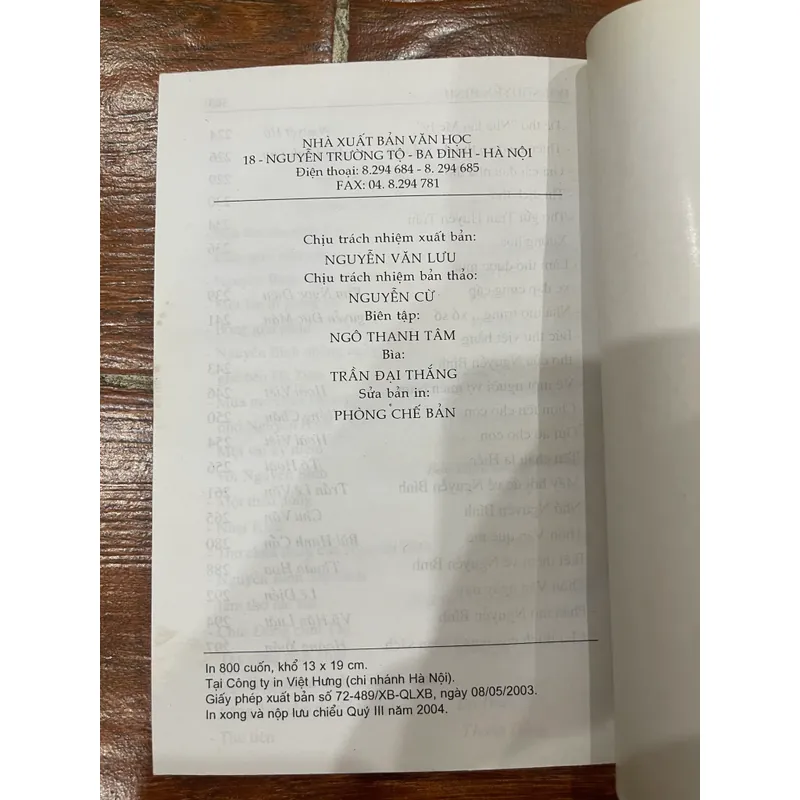 NHÀ XUẤT BẢN VĂN HỌC
18 - NGUYỄN TRƯỜNG TỘ - BA ĐÌNH - HÀ NỘI
Điện thoại: 8.294 684 - 8. 294 685
FAX: 04. 8.294 781
Chịu trách nhiệm xuất bản:
NGUYỄN VĂN LƯU
Chịu trách nhiệm bản thảo:
NGUYỄN CỪ
Biên tập:
NGÔ THANH TÂM
Bìa:
TRẦN ĐẠI THẮNG
Sửa bản in:
PHÒNG CHẾ BẢN
In 800 cuốn, khổ 13 x 19 cm.
Tại Công ty in Việt Hưng (chi nhánh Hà Nội).
Giấy phép xuất bản số 72-489/XB-QLXB, ngày 08/05/2003.
In xong và nộp lưu chiểu Quý III năm 2004.